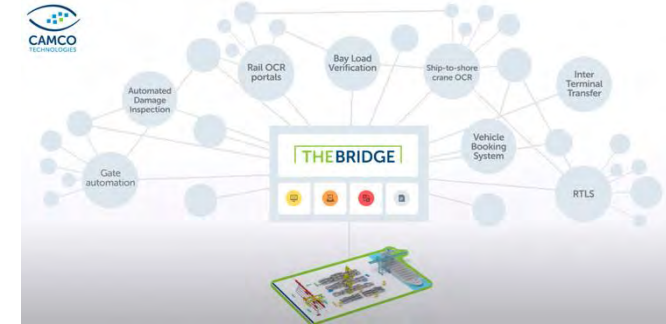 CAMCO
TECHNOLOGIES
Rail OCR
portals
Bay Load
Verification
Ship-to-shore
crane OCR
Inter
Terminal
Transfer
Automated
Damage
Inspection
THEBRIDGE
Vehicle
Booking
System
Gate
automation
RTLS